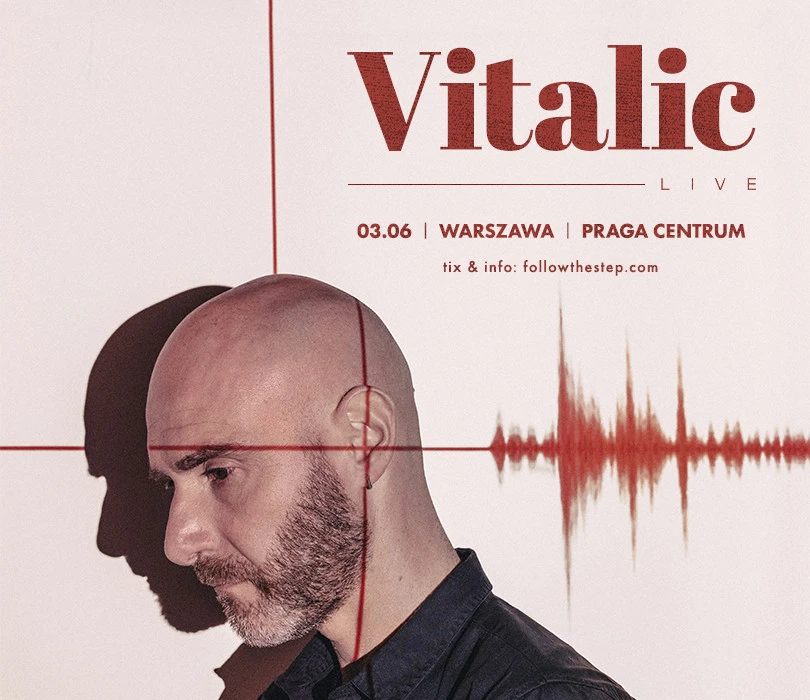 Vitalic
LIVE
03.06 | WARSZAWA | PRAGA CENTRUM
tix & info: followthestep.com